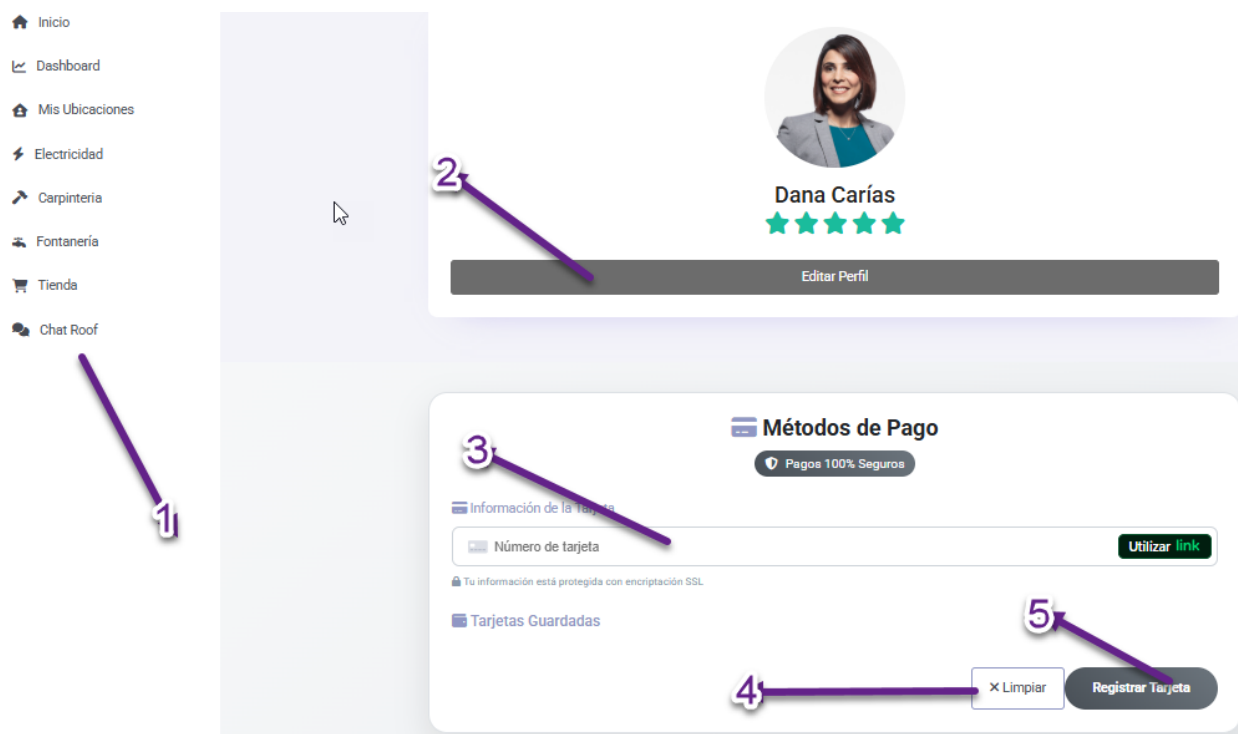 Inicio
Dashboard
Mis Ubicaciones
Electricidad
Carpinteria
Fontanería
Tienda
Chat Roof
1
2
Dana Carías
Editar Perfil
3
Métodos de Pago
Pagos 100% Seguros
Información de la Tarjeta
Número de tarjeta
Utilizar link
Tu información está protegida con encriptación SSL
Tarjetas Guardadas
5
4
Limpiar
Registrar Tarjeta